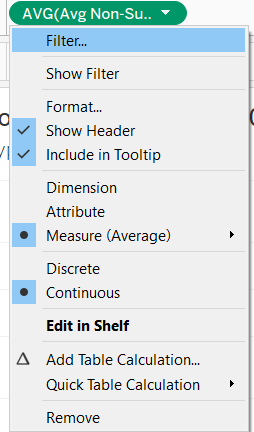 AVG(Avg Non-Su..
Filter...
Show Filter
Format...
Show Header
Include in Tooltip
Dimension
Attribute
Measure (Average)
Discrete
Continuous
Edit in Shelf
Add Table Calculation...
Quick Table Calculation
Remove